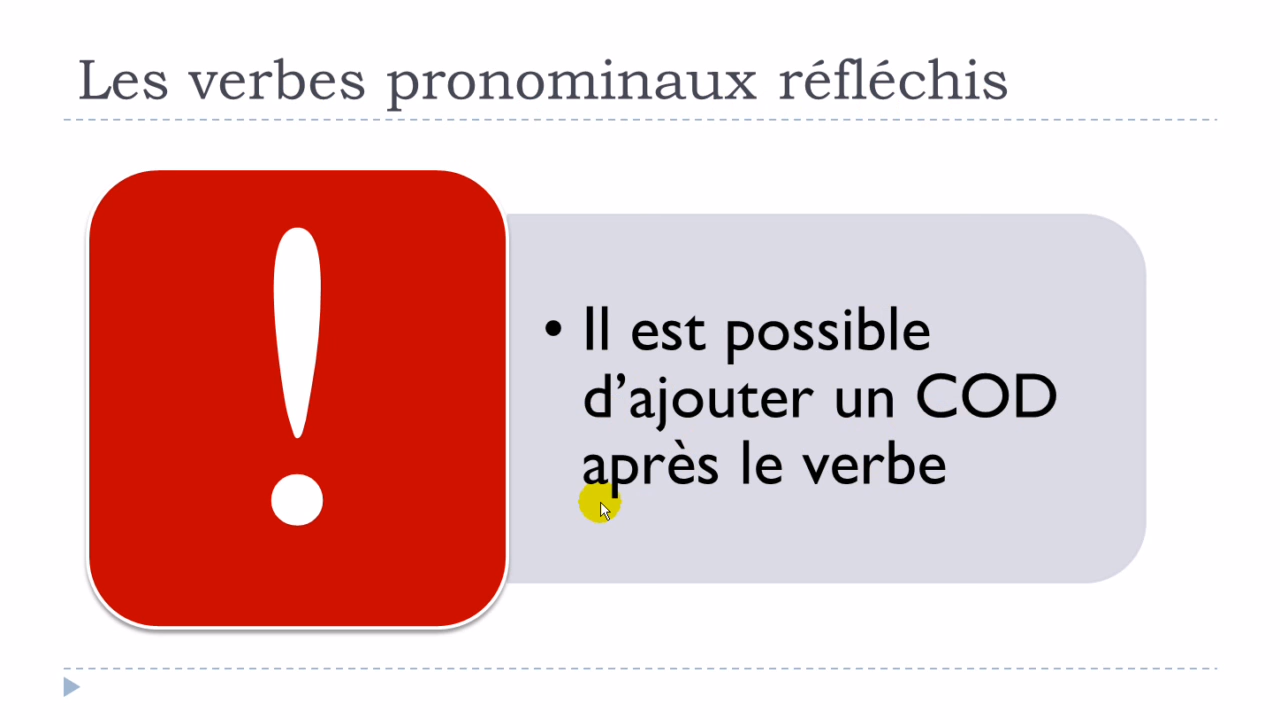 Les verbes pronominaux réfléchis
!
• Il est possible
d’ajouter un COD
après le verbe